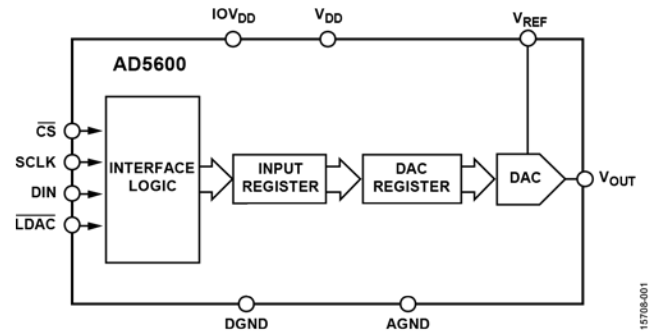 IOVDD
VDD
VREF
AD5600
CS
SCLK
DIN
LDAC
INTERFACE
LOGIC
INPUT
REGISTER
DAC
REGISTER
DAC
VOUT
DGND
AGND
15708-001